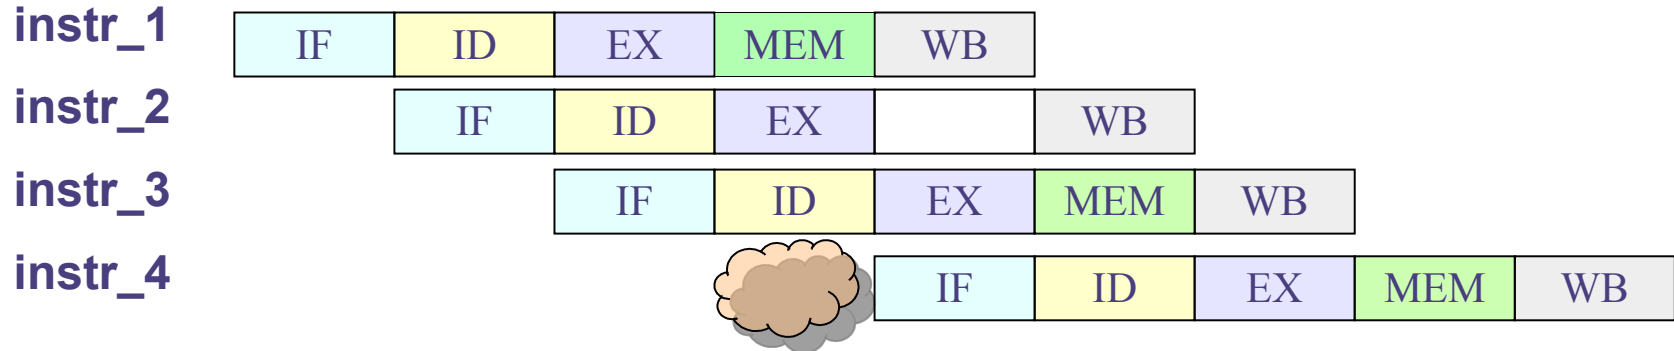 instr_1 IF ID EX MEM WB
instr_2 IF ID EX WB
instr_3 IF ID EX MEM WB
instr_4 IF ID EX MEM WB